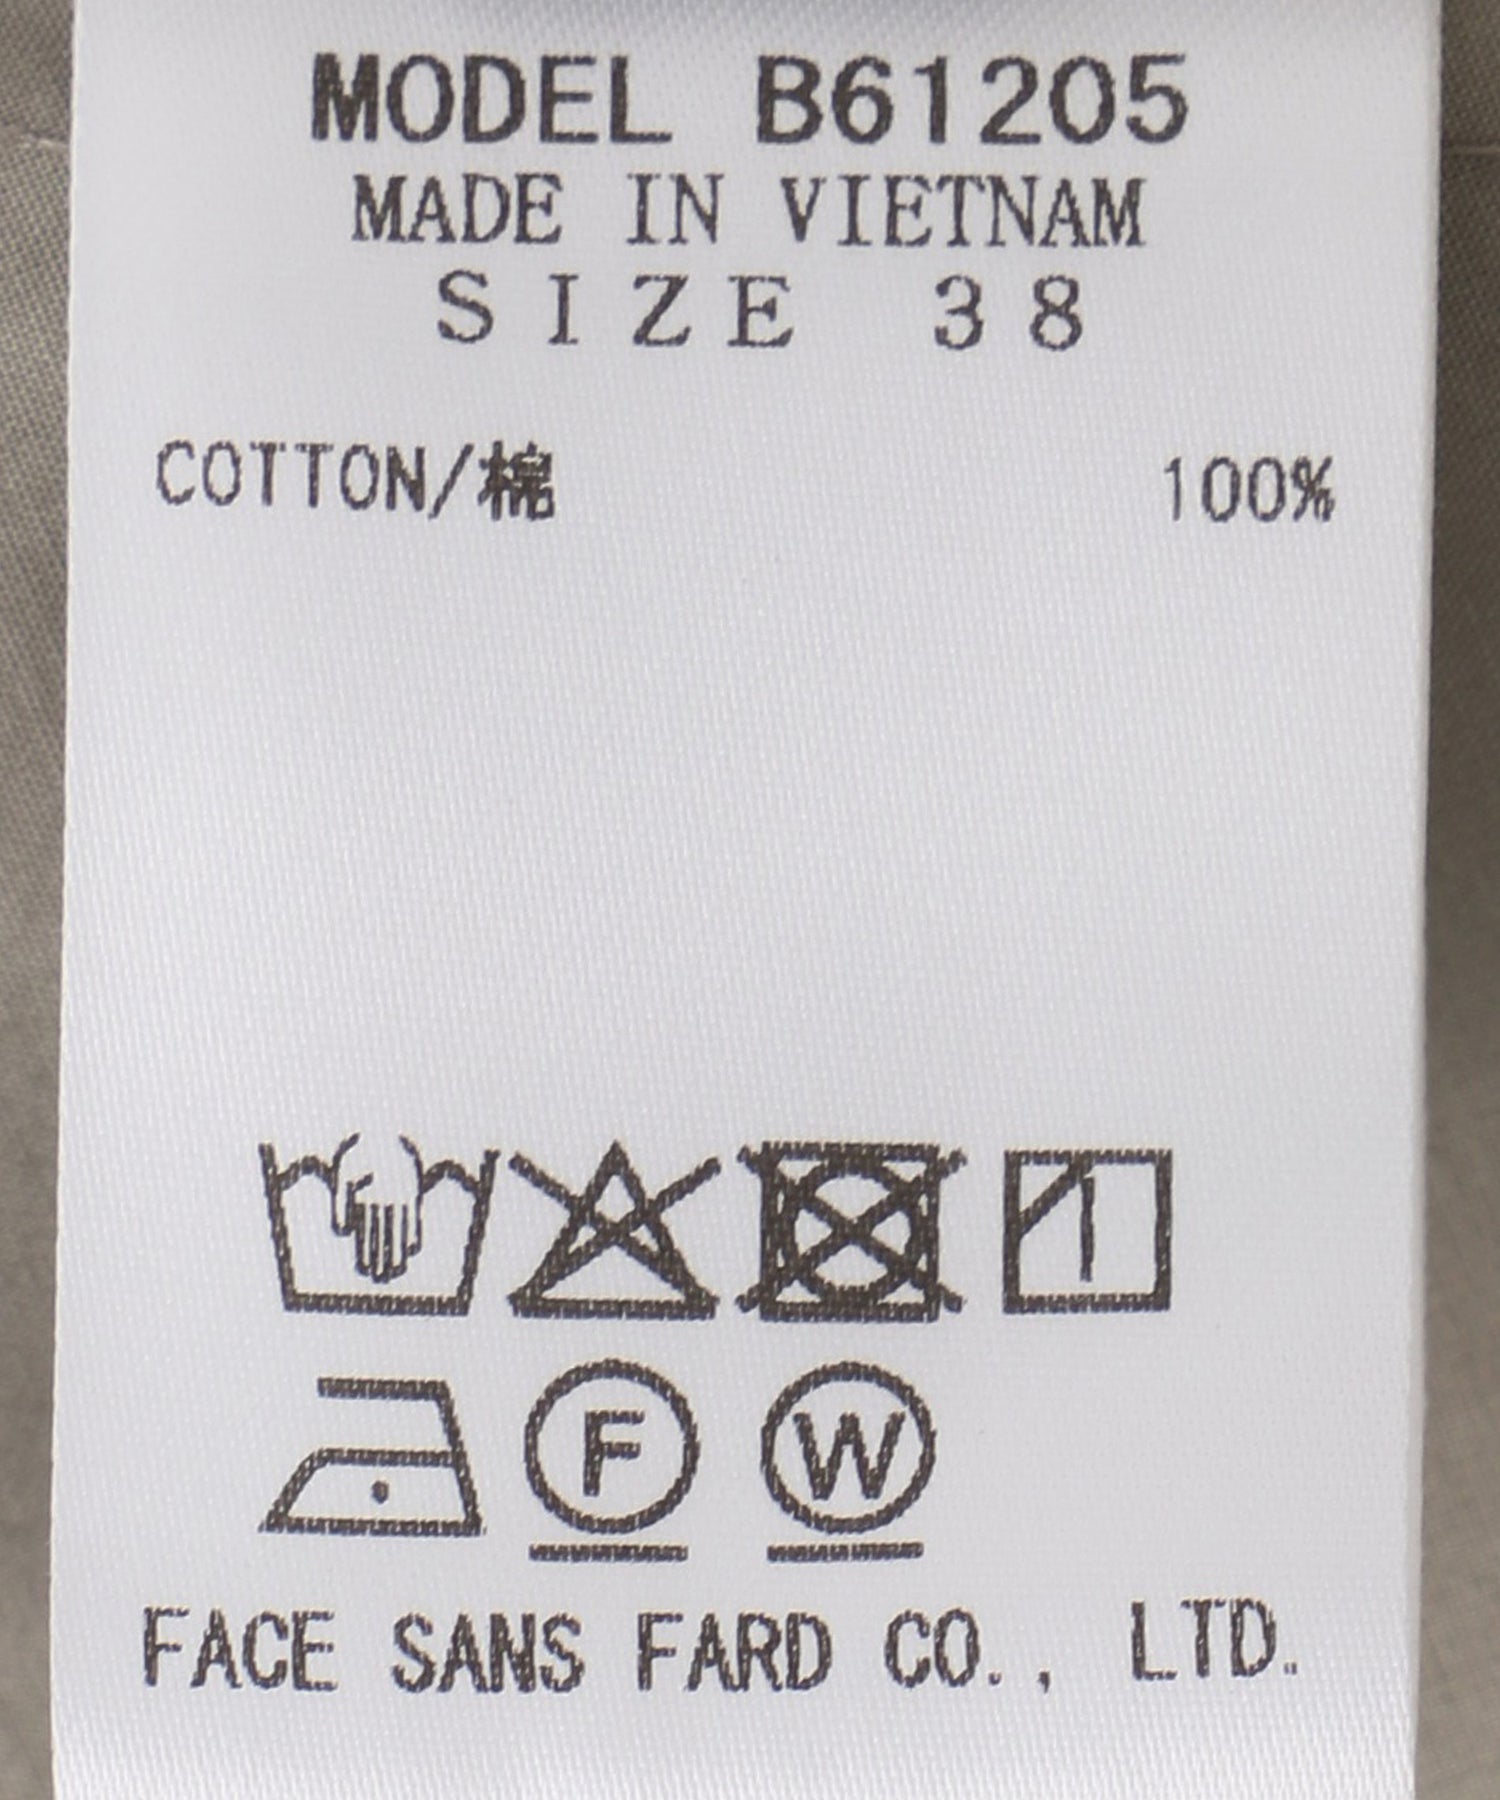 MODEL B61205
MADE IN VIETNAM
SIZE 38
COTTON/棉 100%
F W
FACE SANS FARD CO., LTD.